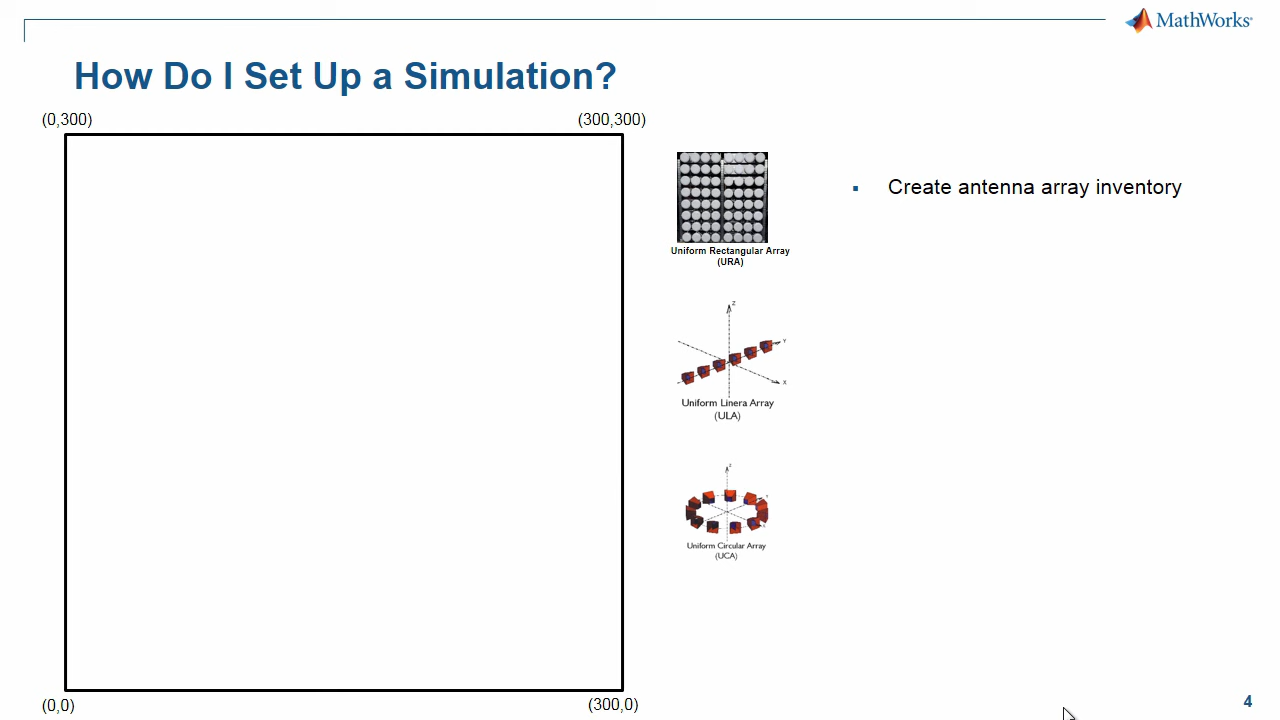 MathWorks®
How Do I Set Up a Simulation?
(0,300)
(300,300)
Create antenna array inventory
Uniform Rectangular Array
(URA)
Z
Y
X
Uniform Linera Array
(ULA)
Z
Uniform Circular Array
(UCA)
(0,0)
(300,0)
4